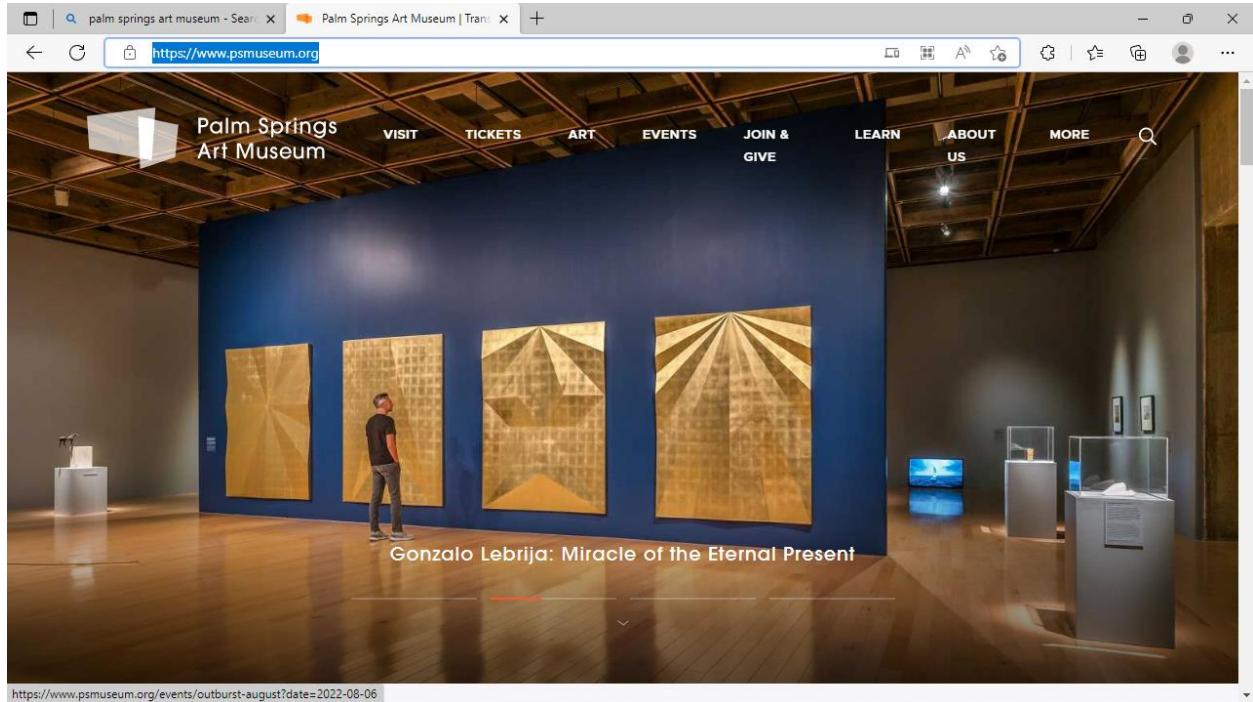 palm springs art museum - Sear
Palm Springs Art Museum | Trans
https://www.psmuseum.org
Palm Springs
Art Museum
VISIT
TICKETS
ART
EVENTS
JOIN &
GIVE
LEARN
ABOUT
US
MORE
Gonzalo Lebrija: Miracle of the Eternal Present
https://www.psmuseum.org/events/outburst-august?date=2022-08-06